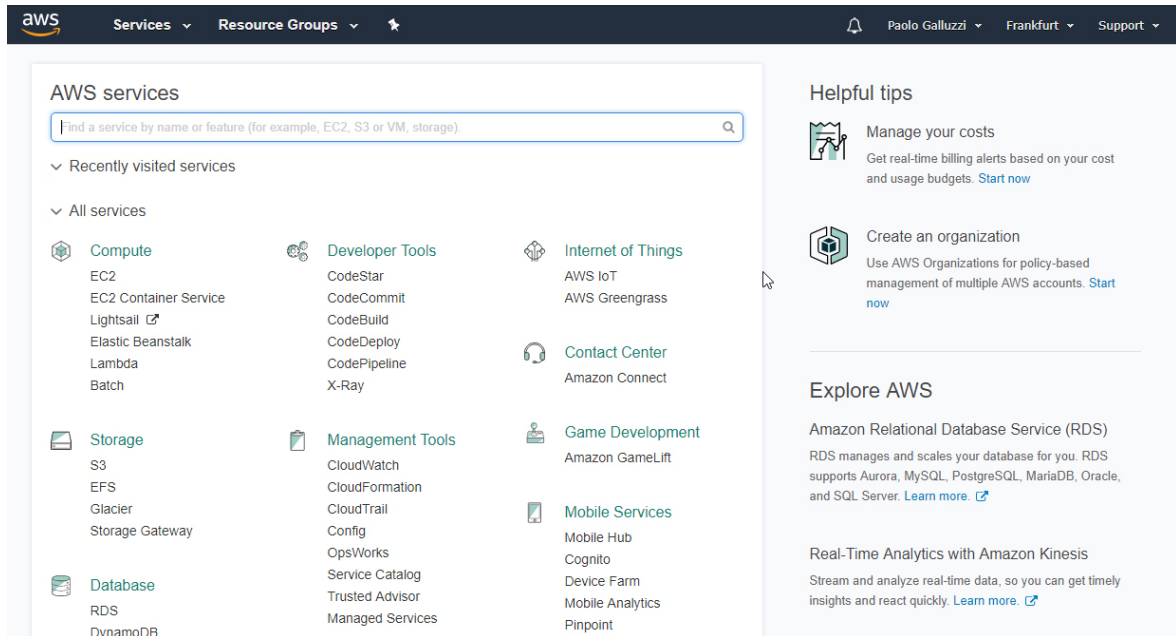 aws
Services
Resource Groups
Paolo Galluzzi
Frankfurt
Support
AWS services
Find a service by name or feature (for example, EC2, S3 or VM, storage).
Recently visited services
All services
Compute
EC2
EC2 Container Service
Lightsail
Elastic Beanstalk
Lambda
Batch
Storage
S3
EFS
Glacier
Storage Gateway
Database
RDS
DynamoDB
Developer Tools
CodeStar
CodeCommit
CodeBuild
CodeDeploy
CodePipeline
X-Ray
Management Tools
CloudWatch
CloudFormation
CloudTrail
Config
OpsWorks
Service Catalog
Trusted Advisor
Managed Services
Internet of Things
AWS IoT
AWS Greengrass
Contact Center
Amazon Connect
Game Development
Amazon GameLift
Mobile Services
Mobile Hub
Cognito
Device Farm
Mobile Analytics
Pinpoint
Helpful tips
Manage your costs
Get real-time billing alerts based on your cost
and usage budgets. Start now
Create an organization
Use AWS Organizations for policy-based
management of multiple AWS accounts. Start
now
Explore AWS
Amazon Relational Database Service (RDS)
RDS manages and scales your database for you. RDS
supports Aurora, MySQL, PostgreSQL, MariaDB, Oracle,
and SQL Server. Learn more.
Real-Time Analytics with Amazon Kinesis
Stream and analyze real-time data, so you can get timely
insights and react quickly. Learn more.